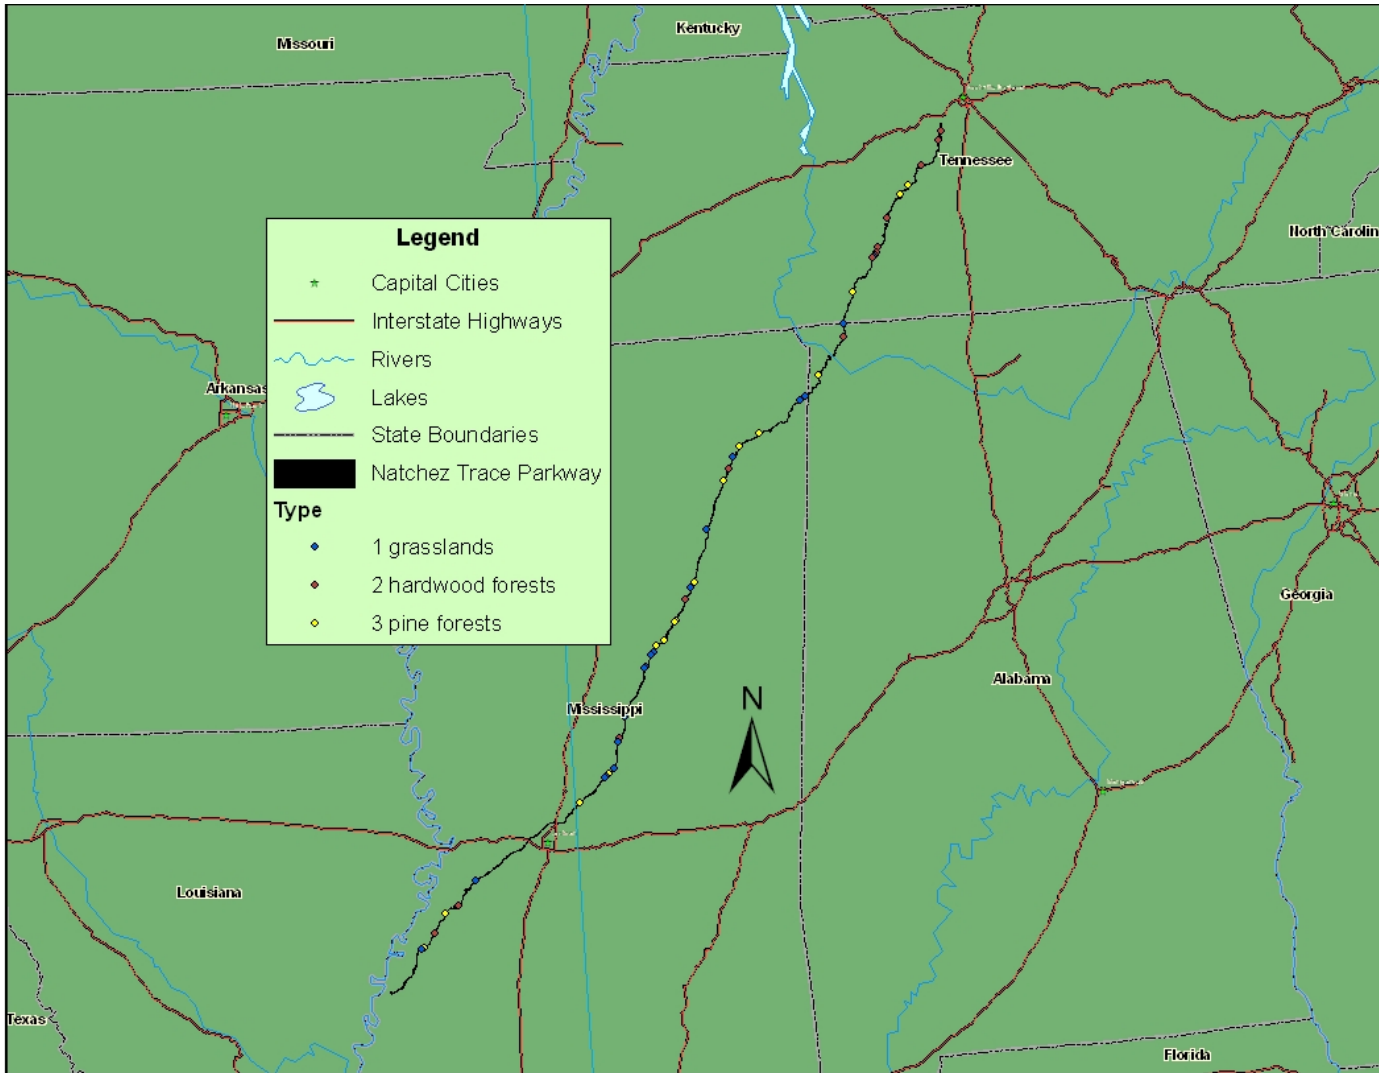 Missouri
Kentucky
Tennessee
North Carolin
Legend
Capital Cities
Interstate Highways
Rivers
Lakes
State Boundaries
Natchez Trace Parkway
Type
1 grasslands
2 hardwood forests
3 pine forests
Arkansas
Georgia
Alabama
Mississippi
N
Louisiana
Texas
Florida